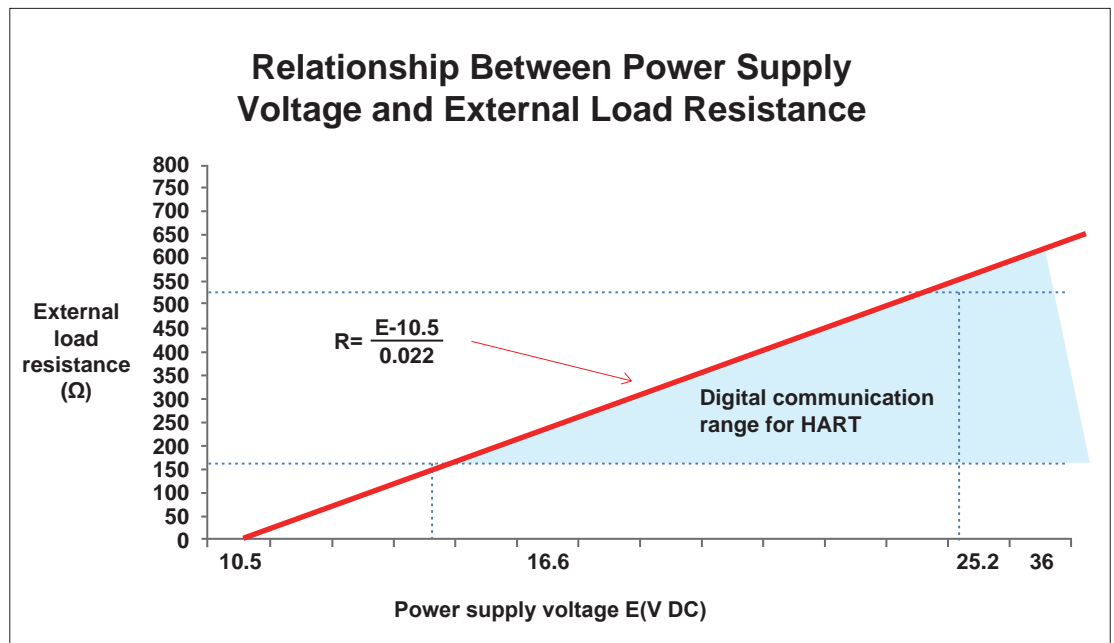 Relationship Between Power Supply
Voltage and External Load Resistance
800
750
700
650
600
550
500
450
400
350
300
250
200
150
100
50
0
External
load
resistance
(Ω)
R= E-10.5
0.022
Digital communication
range for HART
10.5 16.6 25.2 36
Power supply voltage E(V DC)